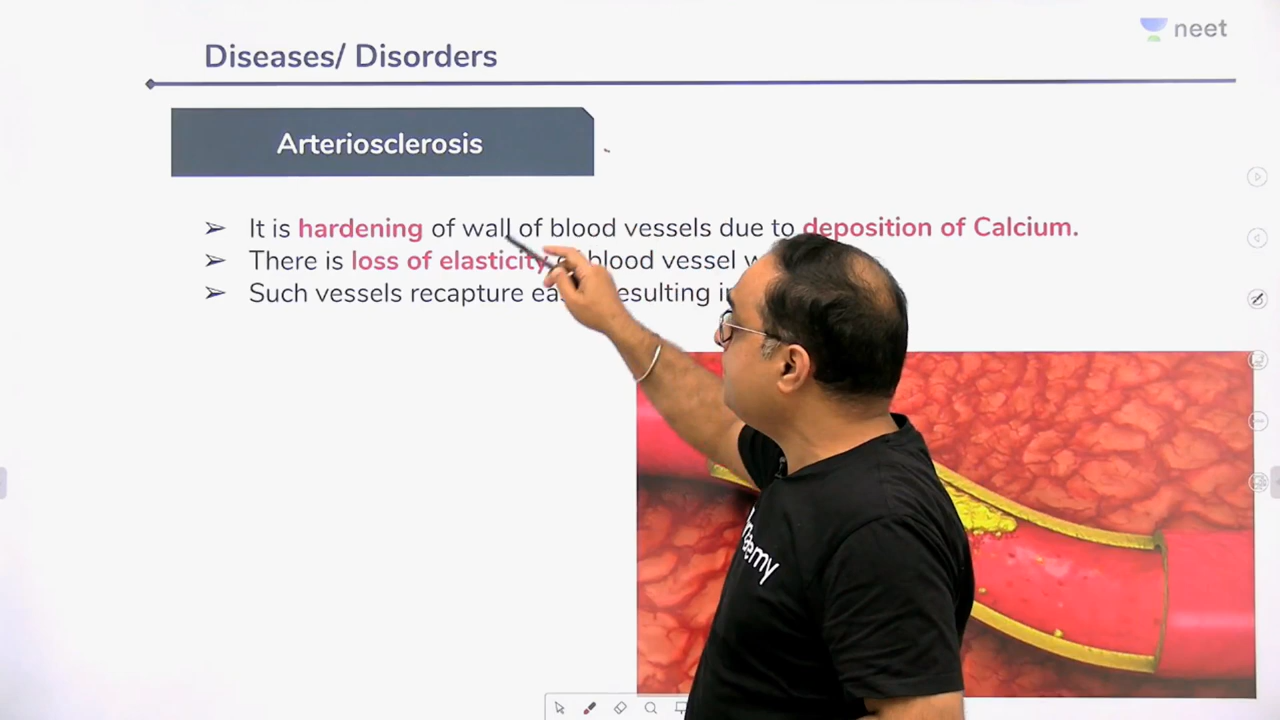 neet
Diseases/ Disorders
Arteriosclerosis
➢ It is hardening of wall of blood vessels due to deposition of Calcium.
➢ There is loss of elasticity blood vessel
➢ Such vessels recapture resulting